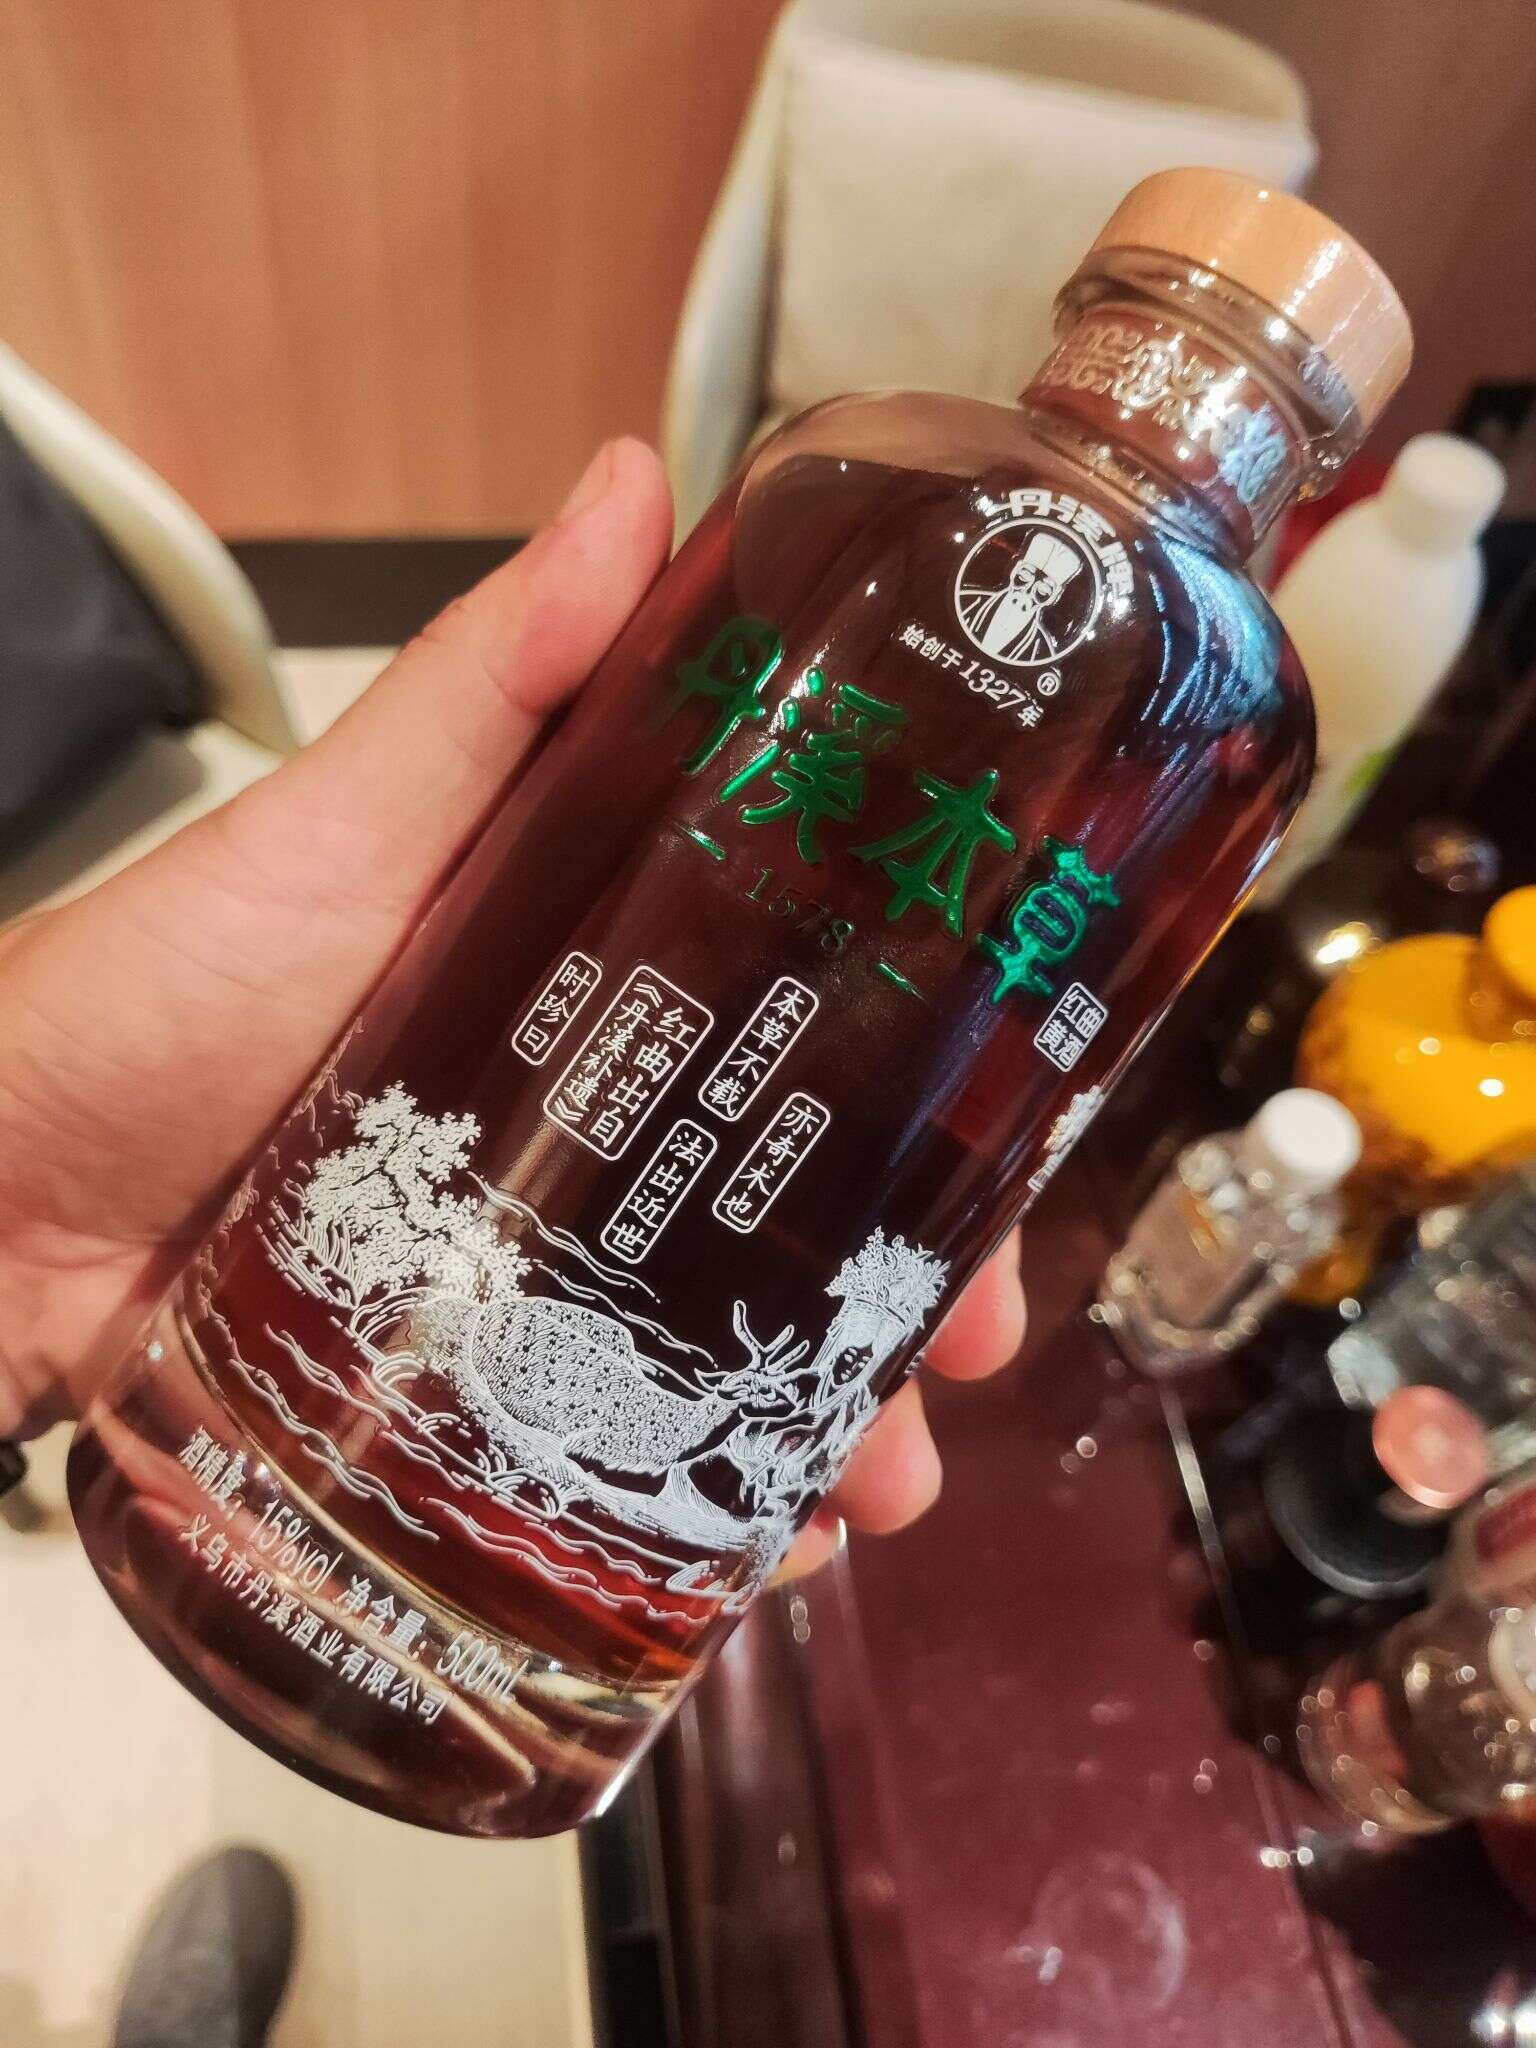 丹溪牌
始创于1327年
®
丹溪本草
1578
红曲
黄酒
时珍曰
红曲出自
《丹溪补遗》
本草不载
法出近世
亦奇术也
酒精度：15%vol 净含量：500mL
义乌市丹溪酒业有限公司